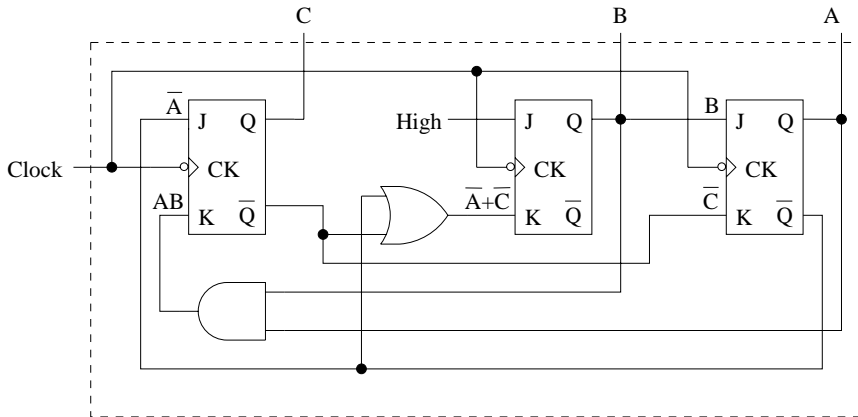 C B A
A̅ B
J Q High J Q J Q
Clock CK CK CK
AB A̅+C̅ C̅
K Q̅ K Q̅ K Q̅